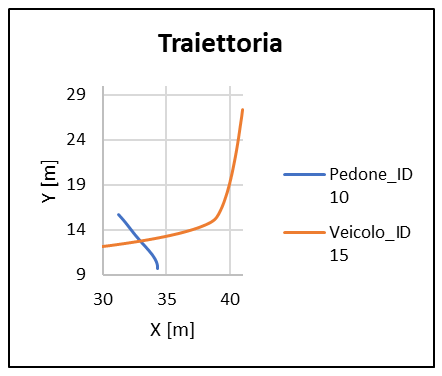 Traiettoria
29
24
19
14
9
Y [m]
30 35 40
X [m]
Pedone_ID
10
Veicolo_ID
15